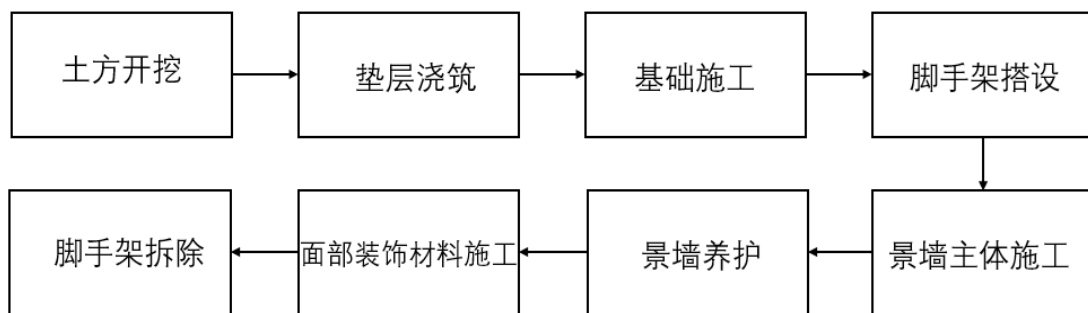 土方开挖
垫层浇筑
基础施工
脚手架搭设
景墙主体施工
景墙养护
面部装饰材料施工
脚手架拆除